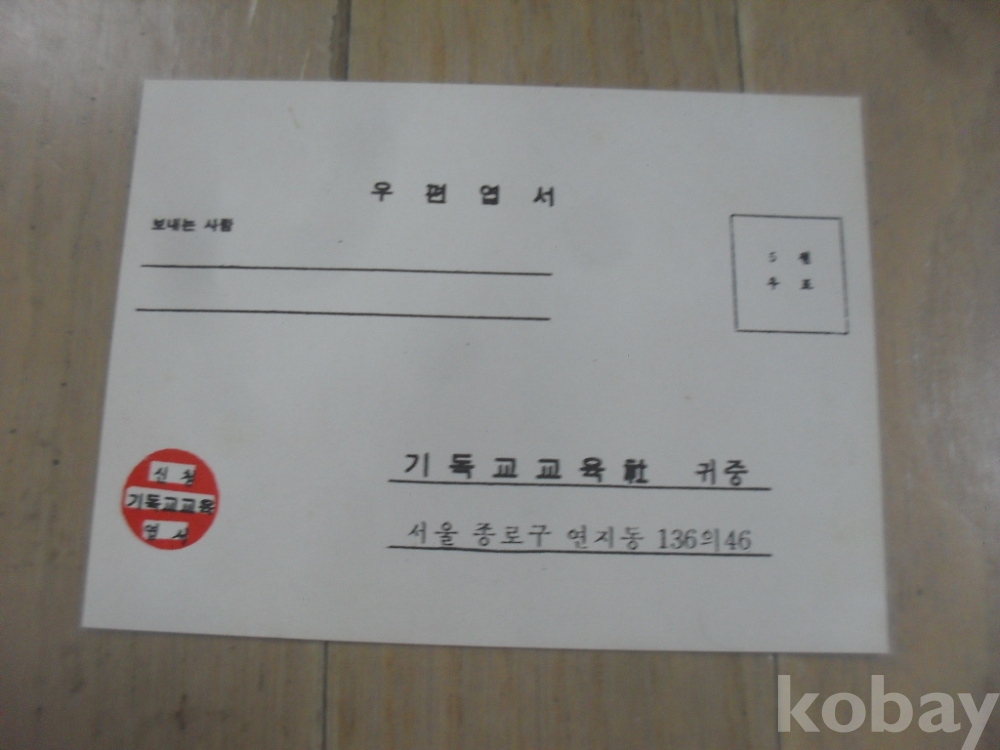 우 편 엽 서
보내는 사람
5 원
우 표
기 독 교 교 육 社 귀중
서울 종로구 연지동 136의46
신 청
기독교교육
엽 서
kobay